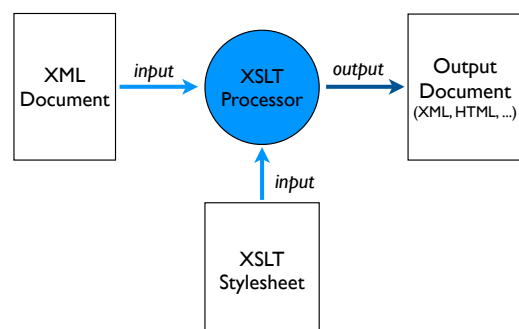 XML
Document
input
XSLT
Processor
output
Output
Document
(XML, HTML, ...)
input
XSLT
Stylesheet